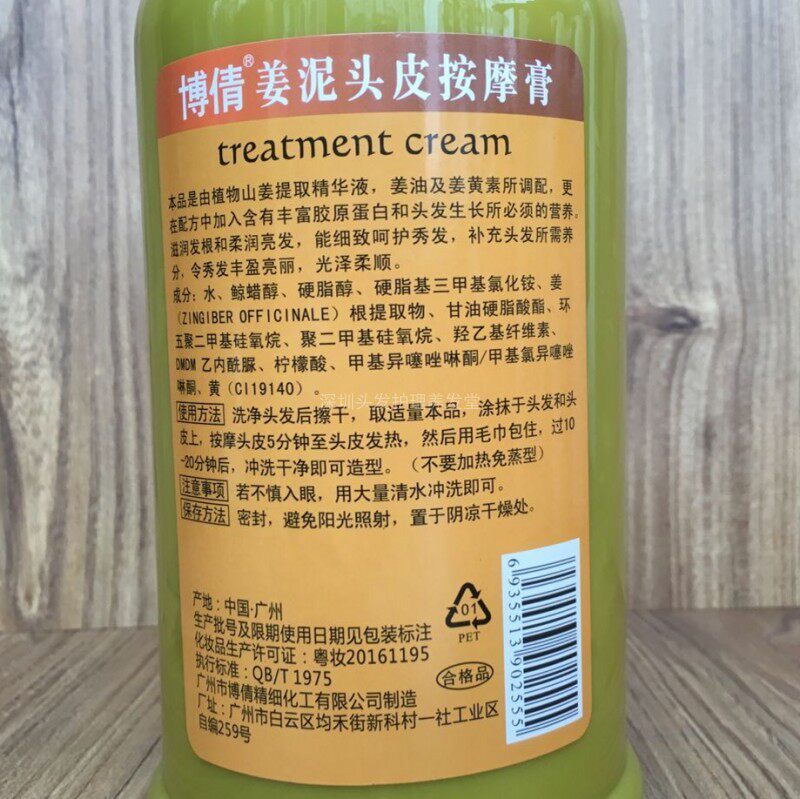 博倩®姜泥头皮按摩膏
treatment cream
本品是由植物山姜提取精华液，姜油及姜黄素所调配，更
在配方中加入含有丰富胶原蛋白和头发生长所必须的营养。
滋润发根和柔润亮发，能细致呵护秀发，补充头发所需养
分，令秀发丰盈亮丽，光泽柔顺。
成分：水、鲸蜡醇、硬脂醇、硬脂基三甲基氯化铵、姜
（ZINGIBER OFFICINALE）根提取物、甘油硬脂酸酯、环
五聚二甲基硅氧烷、聚二甲基硅氧烷、羟乙基纤维素、
DMDM 乙内酰脲、柠檬酸、甲基异噻唑啉酮/甲基氯异噻唑
啉酮、黄（CI19140）。
深圳头发护理养发堂
使用方法 洗净头发后擦干，取适量本品，涂抹于头发和头
皮上，按摩头皮5分钟至头皮发热，然后用毛巾包住，过10
-20分钟后，冲洗干净即可造型。（不要加热免蒸型）
注意事项 若不慎入眼，用大量清水冲洗即可。
保存方法 密封，避免阳光照射，置于阴凉干燥处。
产地：中国·广州
生产批号及限期使用日期见包装标注
化妆品生产许可证：粤妆20161195
执行标准：QB/T 1975
广州市博倩精细化工有限公司制造
厂址：广州市白云区均禾街新科村一社工业区
自编259号
01
PET
合格品
6935513902555